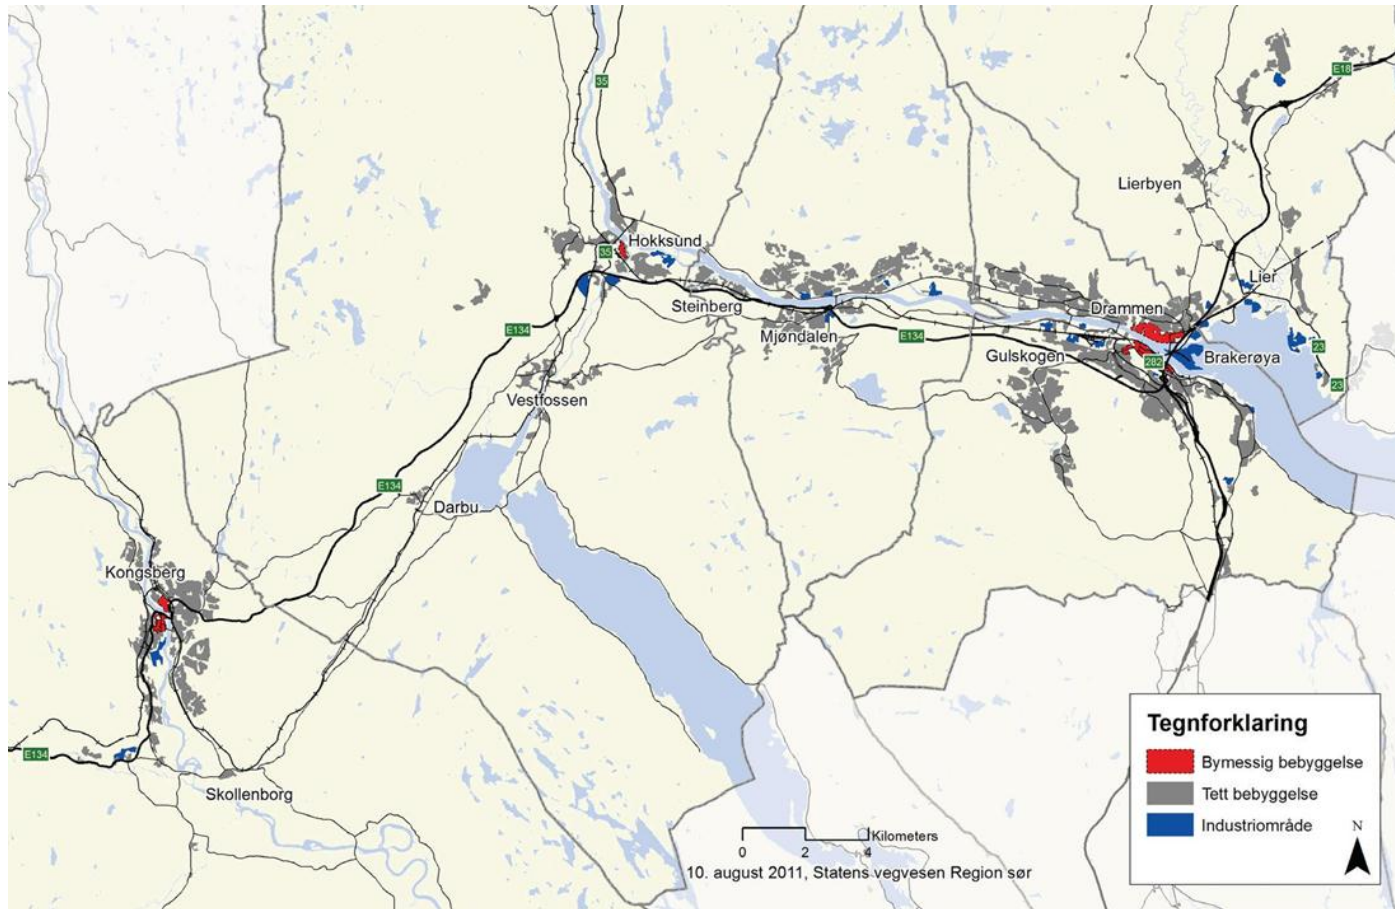 35
E18
Lierbyen
Hokksund
35
Lier
Steinberg
Drammen
E134
Mjøndalen
E134
Gulskogen
282
Brakerøya
23
23
Vestfossen
E134
Darbu
Kongsberg
E134
Skollenborg
Tegnforklaring
Bymessig bebyggelse
Tett bebyggelse
Industriområde
N
Kilometers
0 2 4
10. august 2011, Statens vegvesen Region sør